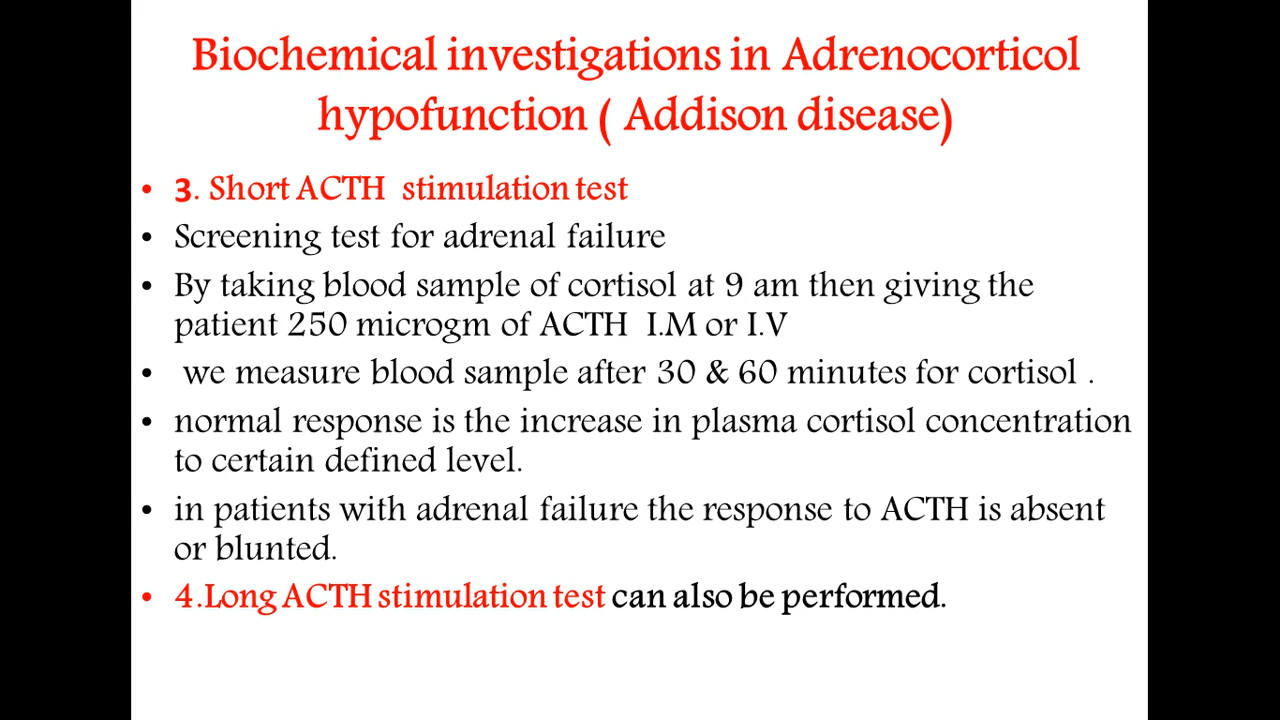 Biochemical investigations in Adrenocorticol
hypofunction ( Addison disease)
• 3. Short ACTH stimulation test
• Screening test for adrenal failure
• By taking blood sample of cortisol at 9 am then giving the
patient 250 microgm of ACTH I.M or I.V
• we measure blood sample after 30 & 60 minutes for cortisol .
• normal response is the increase in plasma cortisol concentration
to certain defined level.
• in patients with adrenal failure the response to ACTH is absent
or blunted.
• 4.Long ACTH stimulation test can also be performed.